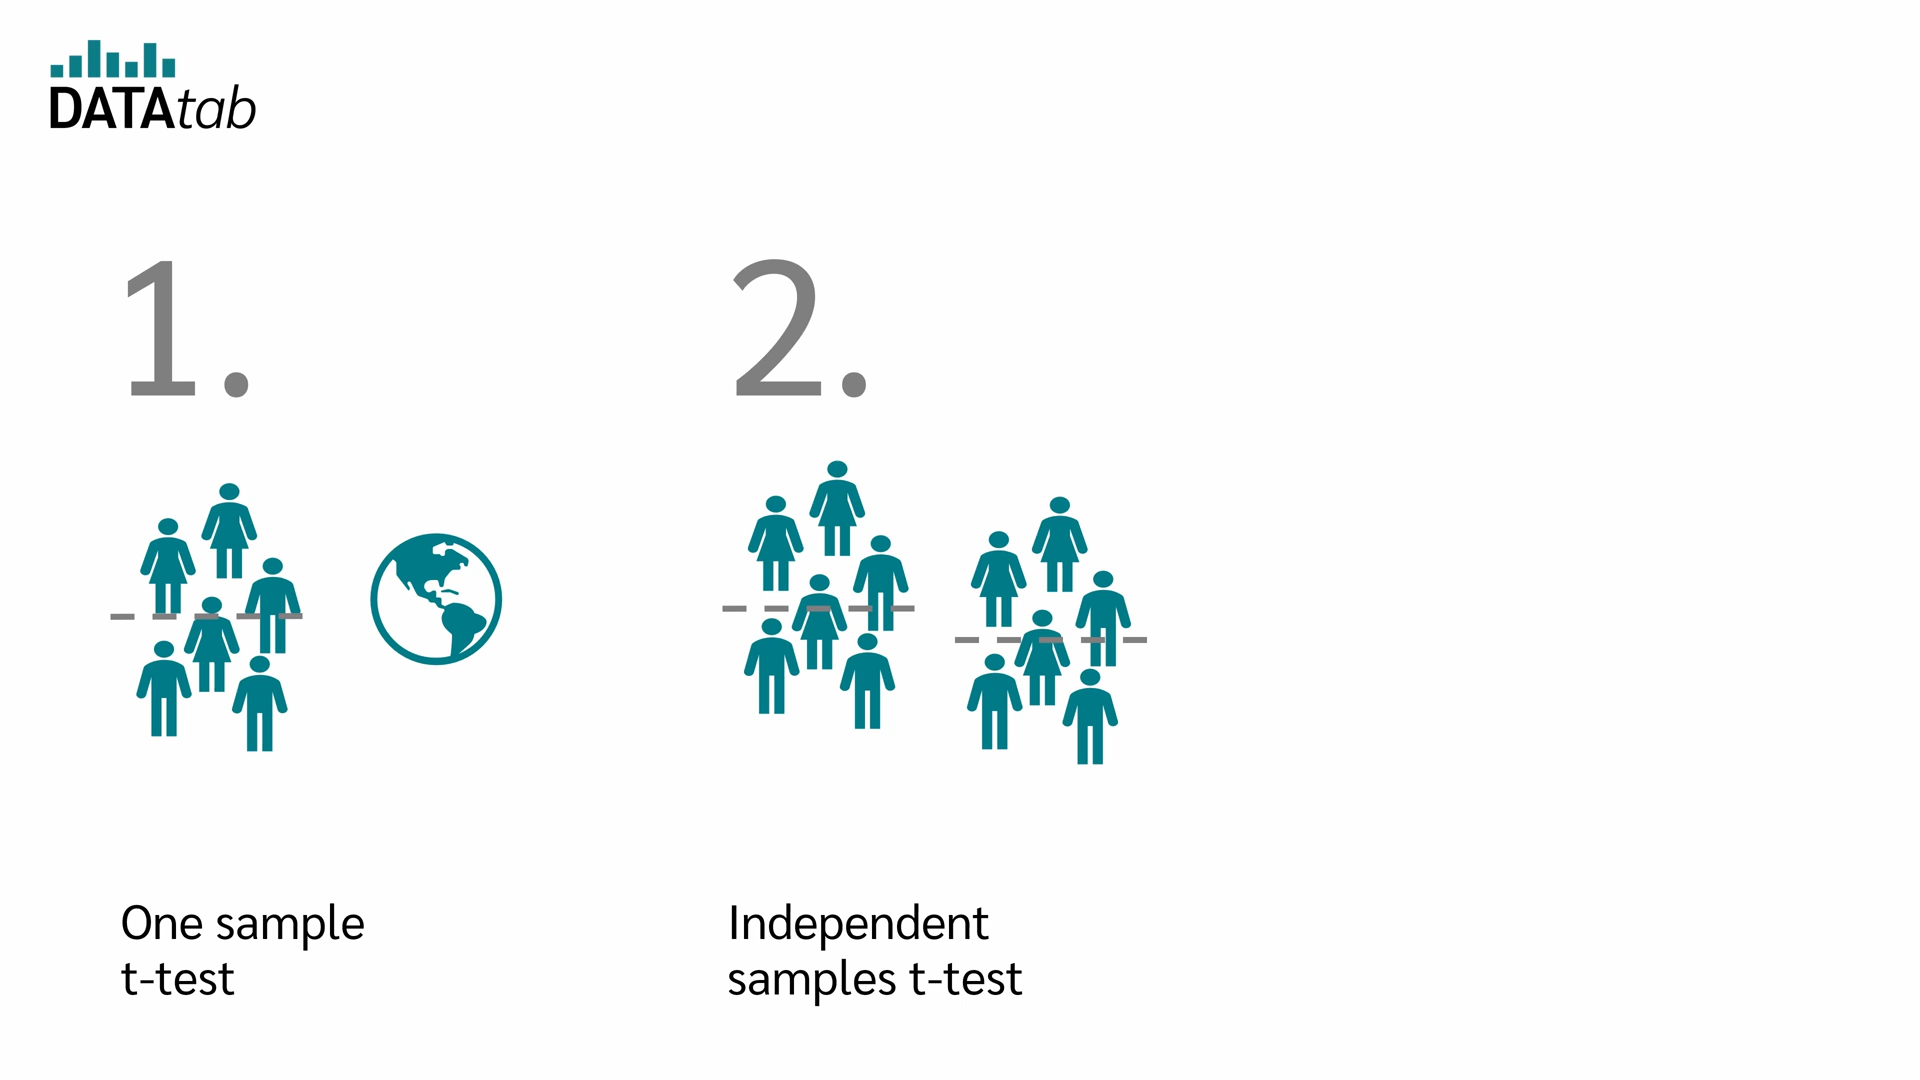 DATAtab
1.
2.
One sample
t-test
Independent
samples t-test